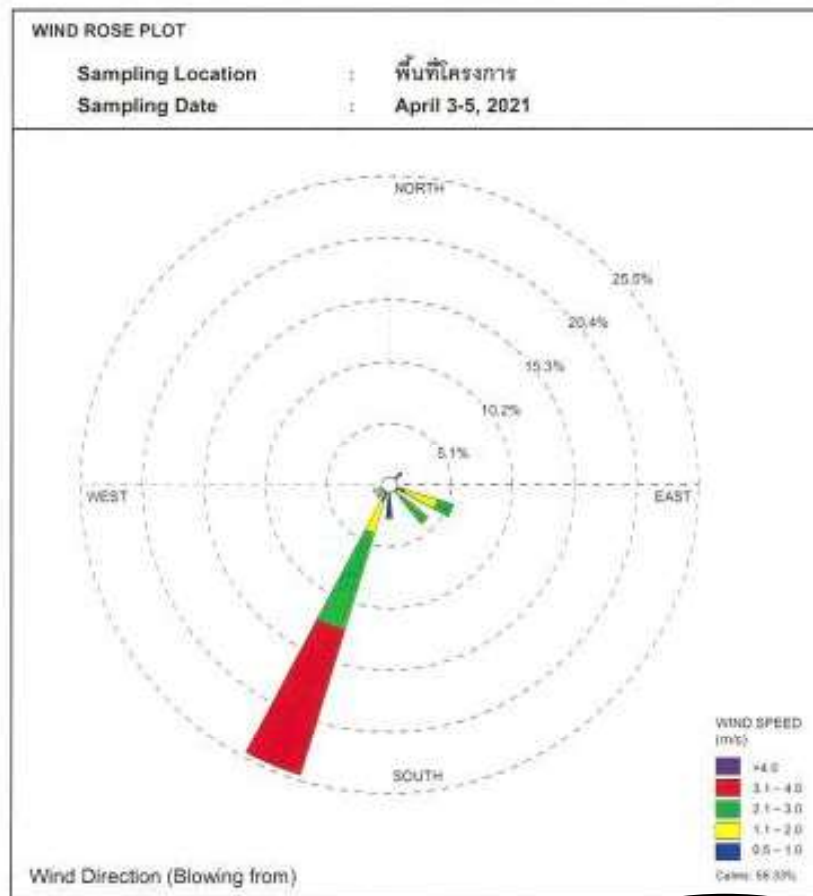 WIND ROSE PLOT
Sampling Location : พื้นที่โครงการ
Sampling Date : April 3-5, 2021
NORTH
25.5%
20.4%
15.3%
10.2%
5.1%
WEST
EAST
SOUTH
WIND SPEED
(m/s)
>4.0
3.1 – 4.0
2.1 – 3.0
1.1 – 2.0
0.5 – 1.0
Calms:
Wind Direction (Blowing from)